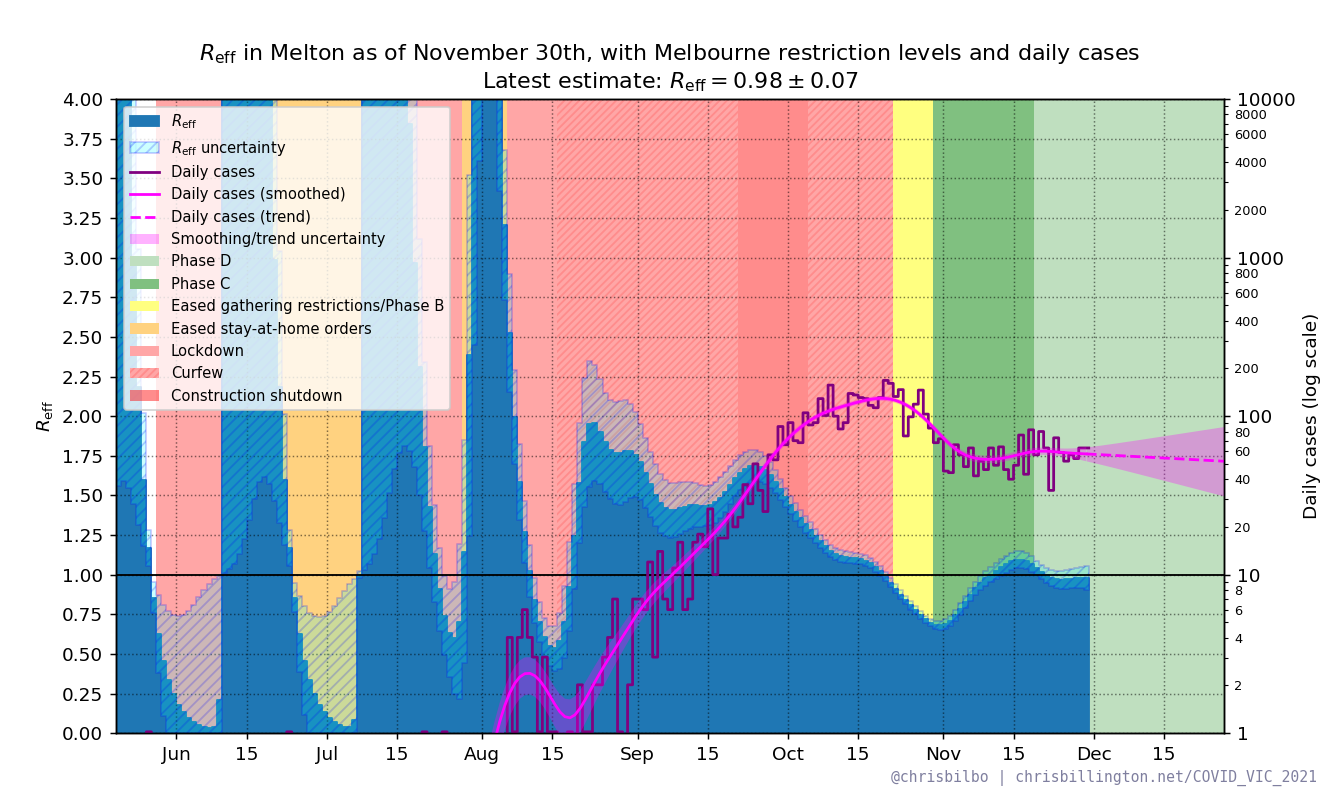 Reff in Melton as of November 30th, with Melbourne restriction levels and daily cases
Latest estimate: Reff = 0.98 ± 0.07
Reff
Reff uncertainty
Daily cases
Daily cases (smoothed)
Daily cases (trend)
Smoothing/trend uncertainty
Phase D
Phase C
Eased gathering restrictions/Phase B
Eased stay-at-home orders
Lockdown
Curfew
Construction shutdown
Reff
4.00
3.75
3.50
3.25
3.00
2.75
2.50
2.25
2.00
1.75
1.50
1.25
1.00
0.75
0.50
0.25
0.00
10000
8000
6000
4000
2000
1000
800
600
400
200
100
80
60
40
20
10
8
6
4
2
1
Daily cases (log scale)
Jun 15 Jul 15 Aug 15 Sep 15 Oct 15 Nov 15 Dec 15
@chrisbilbo | chrisbillington.net/COVID_VIC_2021